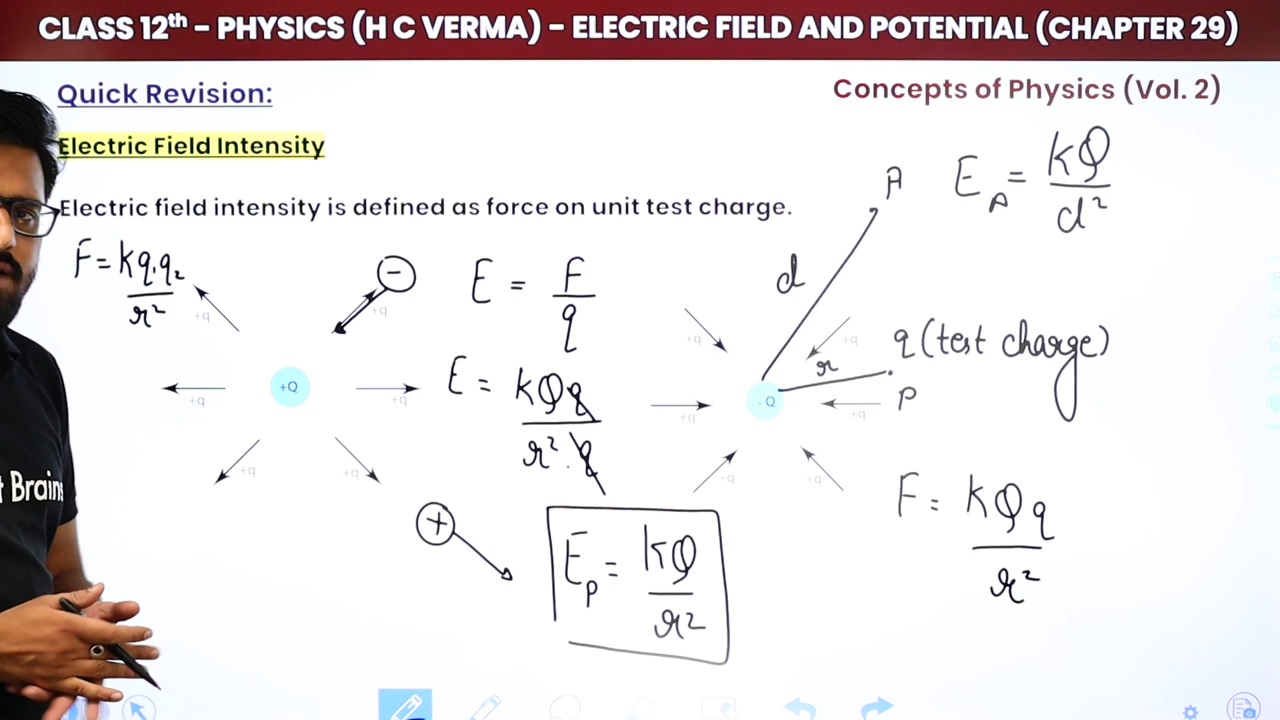 CLASS 12th – PHYSICS (H C VERMA) – ELECTRIC FIELD AND POTENTIAL (CHAPTER 29)
Quick Revision:
Concepts of Physics (Vol. 2)
Electric Field Intensity
Electric field intensity is defined as force on unit test charge.
A
E_A = kQ/d²
d
F = kq₁q₂/r²
−
E = F/q
+q
+q
+q
+q
+Q
+q
+q
+q
E = kQq/r².q
+
E_P = kQ/r²
+q
+q
q (test charge)
r
P
-Q
+q
+q
+q
+q
F = kQq/r²
t Brains